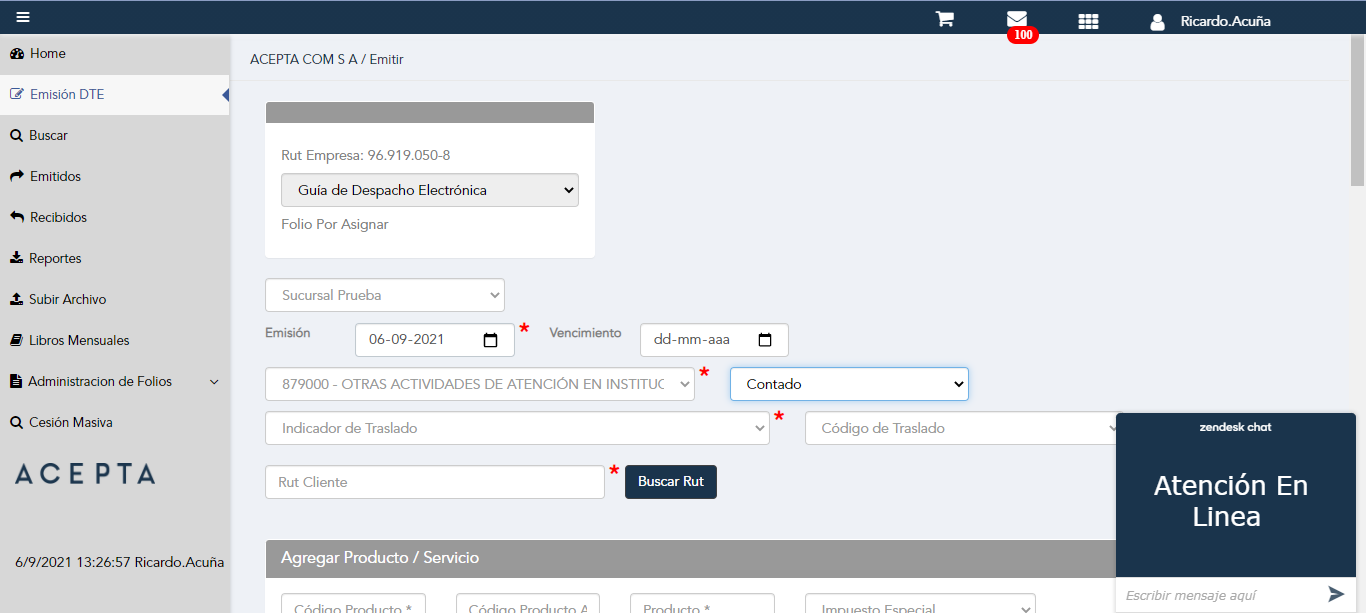 100
Ricardo.Acuña
Home
Emisión DTE
Buscar
Emitidos
Recibidos
Reportes
Subir Archivo
Libros Mensuales
Administracion de Folios
Cesión Masiva
ACEPTA
6/9/2021 13:26:57 Ricardo.Acuña
ACEPTA COM S A / Emitir
Rut Empresa: 96.919.050-8
Guía de Despacho Electrónica
Folio Por Asignar
Sucursal Prueba
Emisión 06-09-2021 * Vencimiento dd-mm-aaa
879000 - OTRAS ACTIVIDADES DE ATENCIÓN EN INSTITUC * Contado
Indicador de Traslado * Código de Traslado
Rut Cliente * Buscar Rut
Agregar Producto / Servicio
Código Producto * Código Producto A Producto * Impuesto Especial
zendesk chat
Atención En
Linea
Escribir mensaje aquí